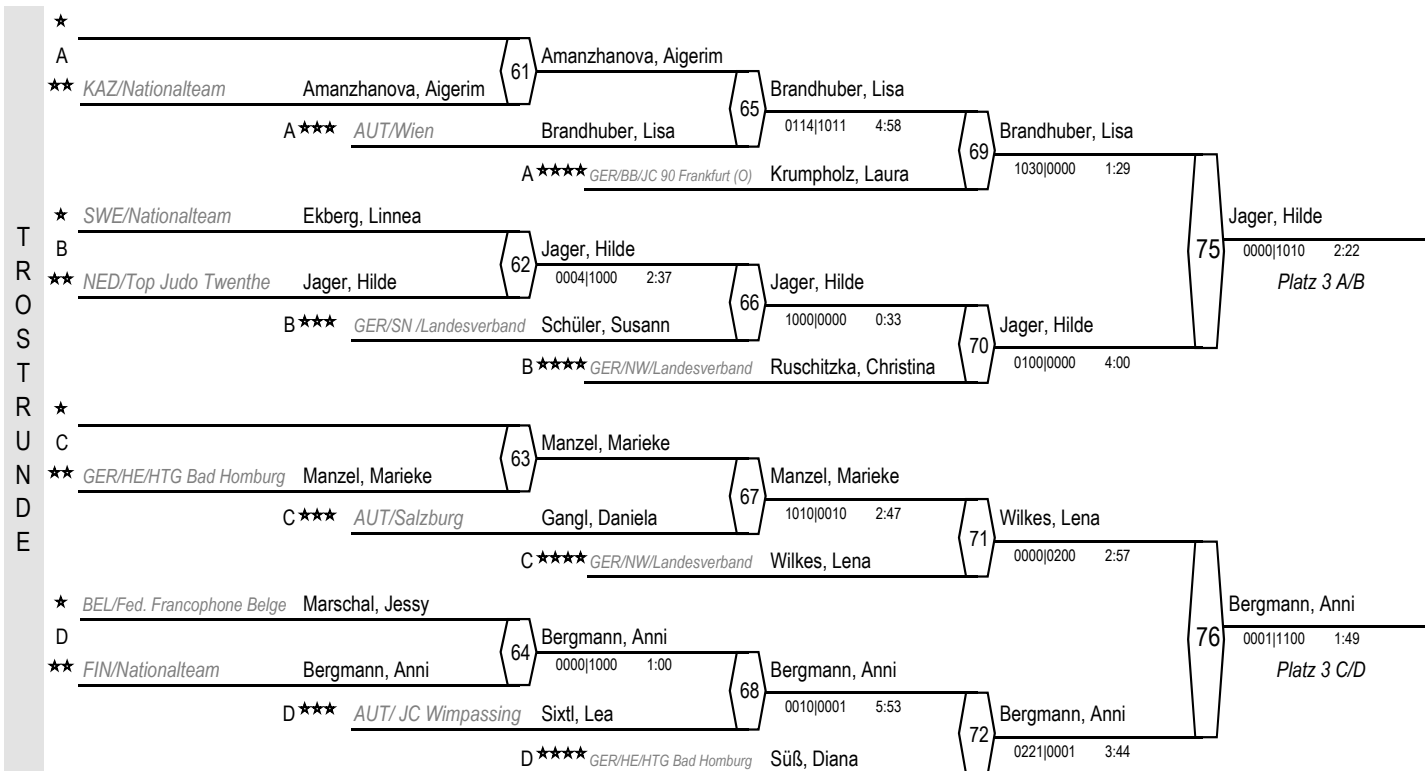 TROSTRUNDE
★
A
61
Amanzhanova, Aigerim
★★ KAZ/Nationalteam Amanzhanova, Aigerim
65
Brandhuber, Lisa
0114|1011 4:58
A ★★★ AUT/Wien Brandhuber, Lisa
69
Brandhuber, Lisa
1030|0000 1:29
A ★★★★ GER/BB/JC 90 Frankfurt (O) Krumpholz, Laura
75
Jager, Hilde
0000|1010 2:22
Platz 3 A/B
★ SWE/Nationalteam Ekberg, Linnea
B
62
Jager, Hilde
0004|1000 2:37
★★ NED/Top Judo Twenthe Jager, Hilde
66
Jager, Hilde
1000|0000 0:33
B ★★★ GER/SN /Landesverband Schüler, Susann
70
Jager, Hilde
0100|0000 4:00
B ★★★★ GER/NW/Landesverband Ruschitzka, Christina
★
C
63
Manzel, Marieke
★★ GER/HE/HTG Bad Homburg Manzel, Marieke
67
Manzel, Marieke
1010|0010 2:47
C ★★★ AUT/Salzburg Gangl, Daniela
71
Wilkes, Lena
0000|0200 2:57
C ★★★★ GER/NW/Landesverband Wilkes, Lena
76
Bergmann, Anni
0001|1100 1:49
Platz 3 C/D
★ BEL/Fed. Francophone Belge Marschal, Jessy
D
64
Bergmann, Anni
0000|1000 1:00
★★ FIN/Nationalteam Bergmann, Anni
68
Bergmann, Anni
0010|0001 5:53
D ★★★ AUT/ JC Wimpassing Sixtl, Lea
72
Bergmann, Anni
0221|0001 3:44
D ★★★★ GER/HE/HTG Bad Homburg Süß, Diana